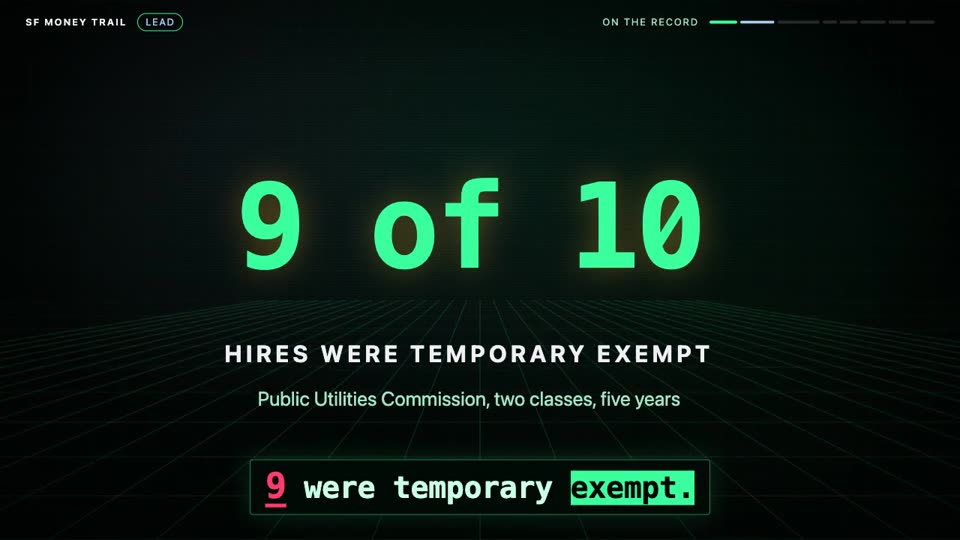 SF MONEY TRAIL LEAD ON THE RECORD
9 of 10
HIRES WERE TEMPORARY EXEMPT
Public Utilities Commission, two classes, five years
9 were temporary exempt.